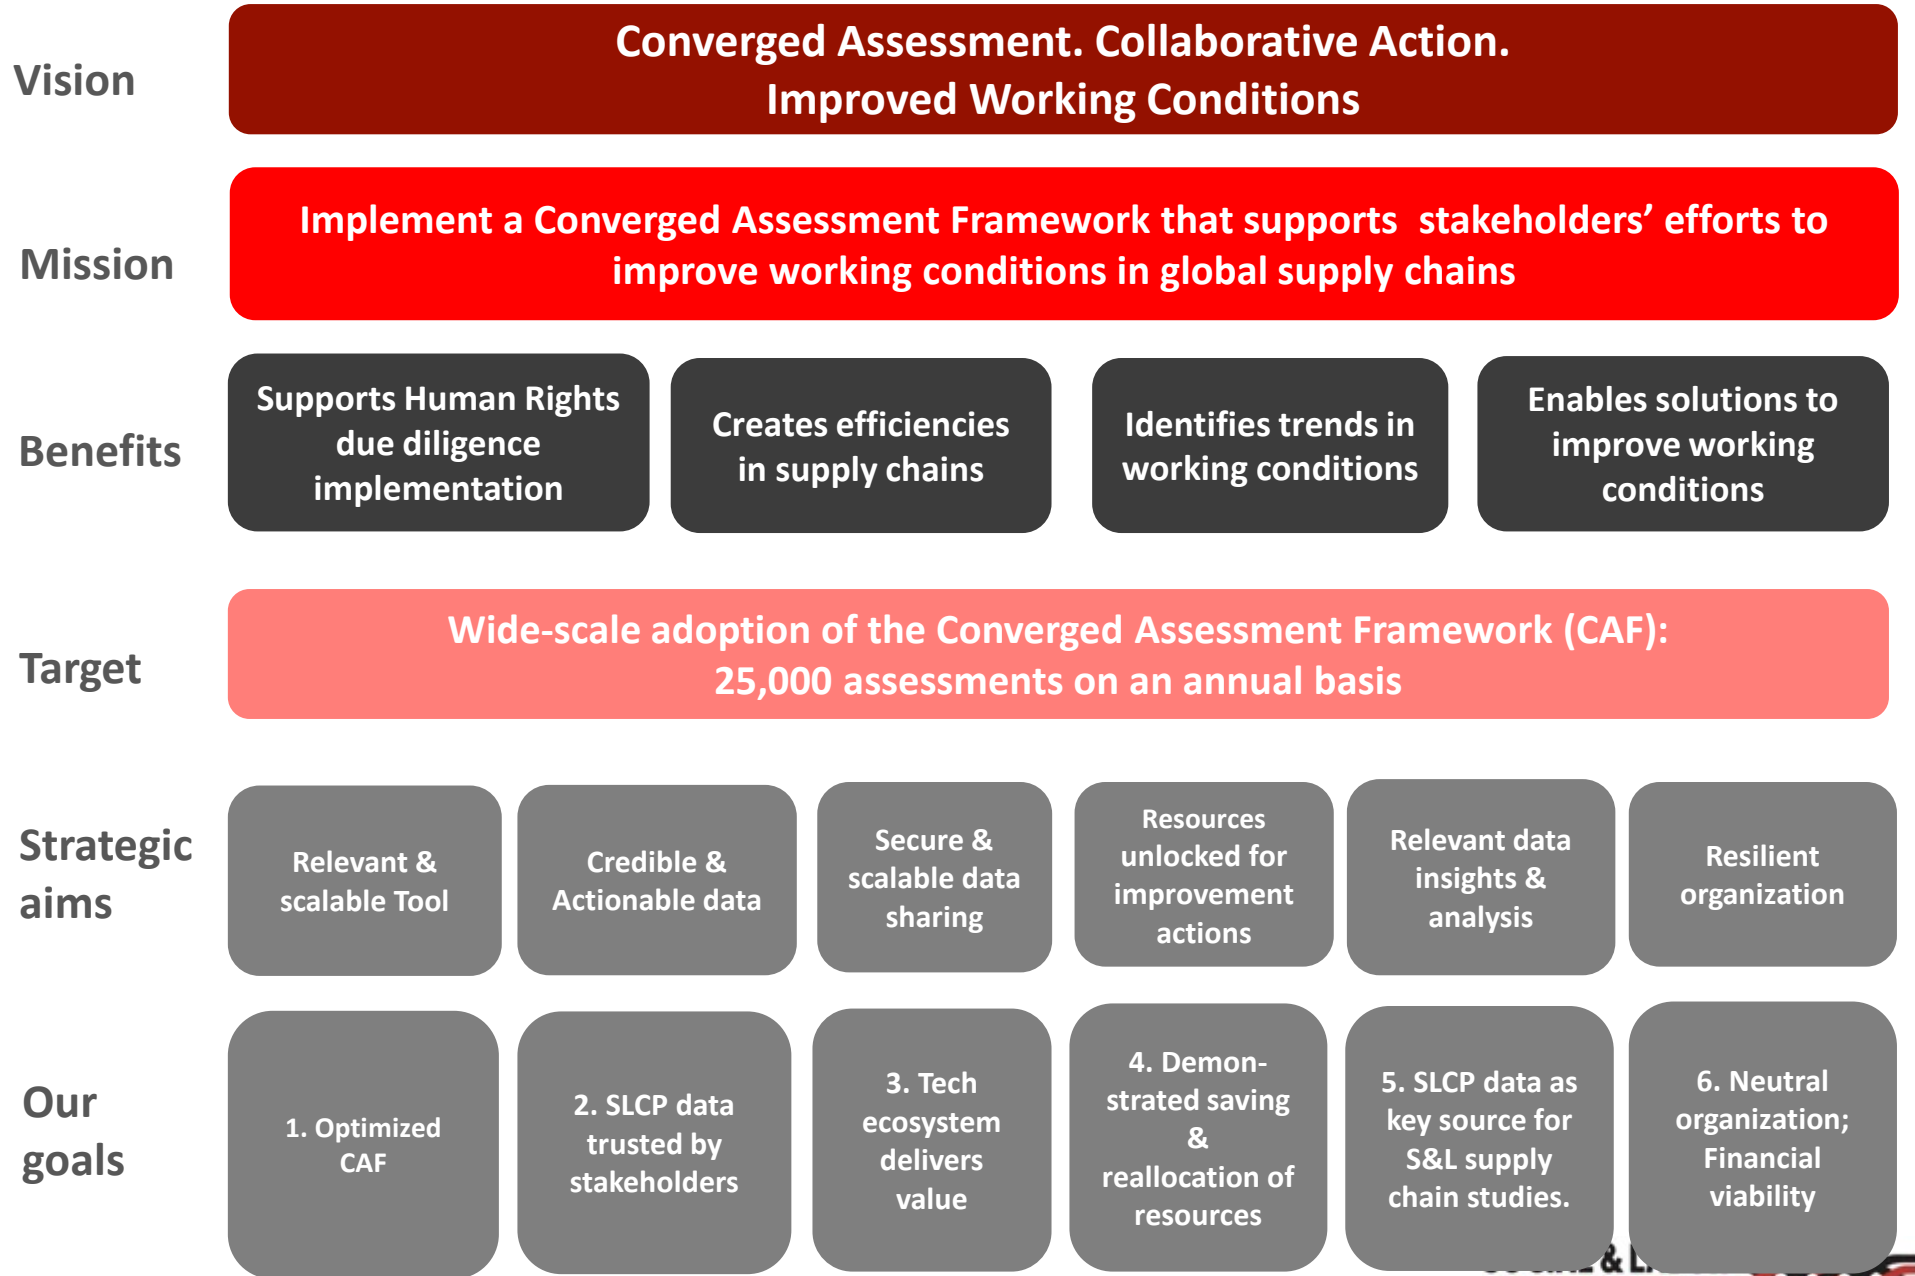 Vision
Converged Assessment. Collaborative Action.
Improved Working Conditions
Mission
Implement a Converged Assessment Framework that supports stakeholders’ efforts to
improve working conditions in global supply chains
Benefits
Supports Human Rights
due diligence
implementation
Creates efficiencies
in supply chains
Identifies trends in
working conditions
Enables solutions to
improve working
conditions
Target
Wide-scale adoption of the Converged Assessment Framework (CAF):
25,000 assessments on an annual basis
Strategic
aims
Relevant &
scalable Tool
Credible &
Actionable data
Secure &
scalable data
sharing
Resources
unlocked for
improvement
actions
Relevant data
insights &
analysis
Resilient
organization
Our
goals
1. Optimized
CAF
2. SLCP data
trusted by
stakeholders
3. Tech
ecosystem
delivers
value
4. Demon-
strated saving
&
reallocation of
resources
5. SLCP data as
key source for
S&L supply
chain studies.
6. Neutral
organization;
Financial
viability
&